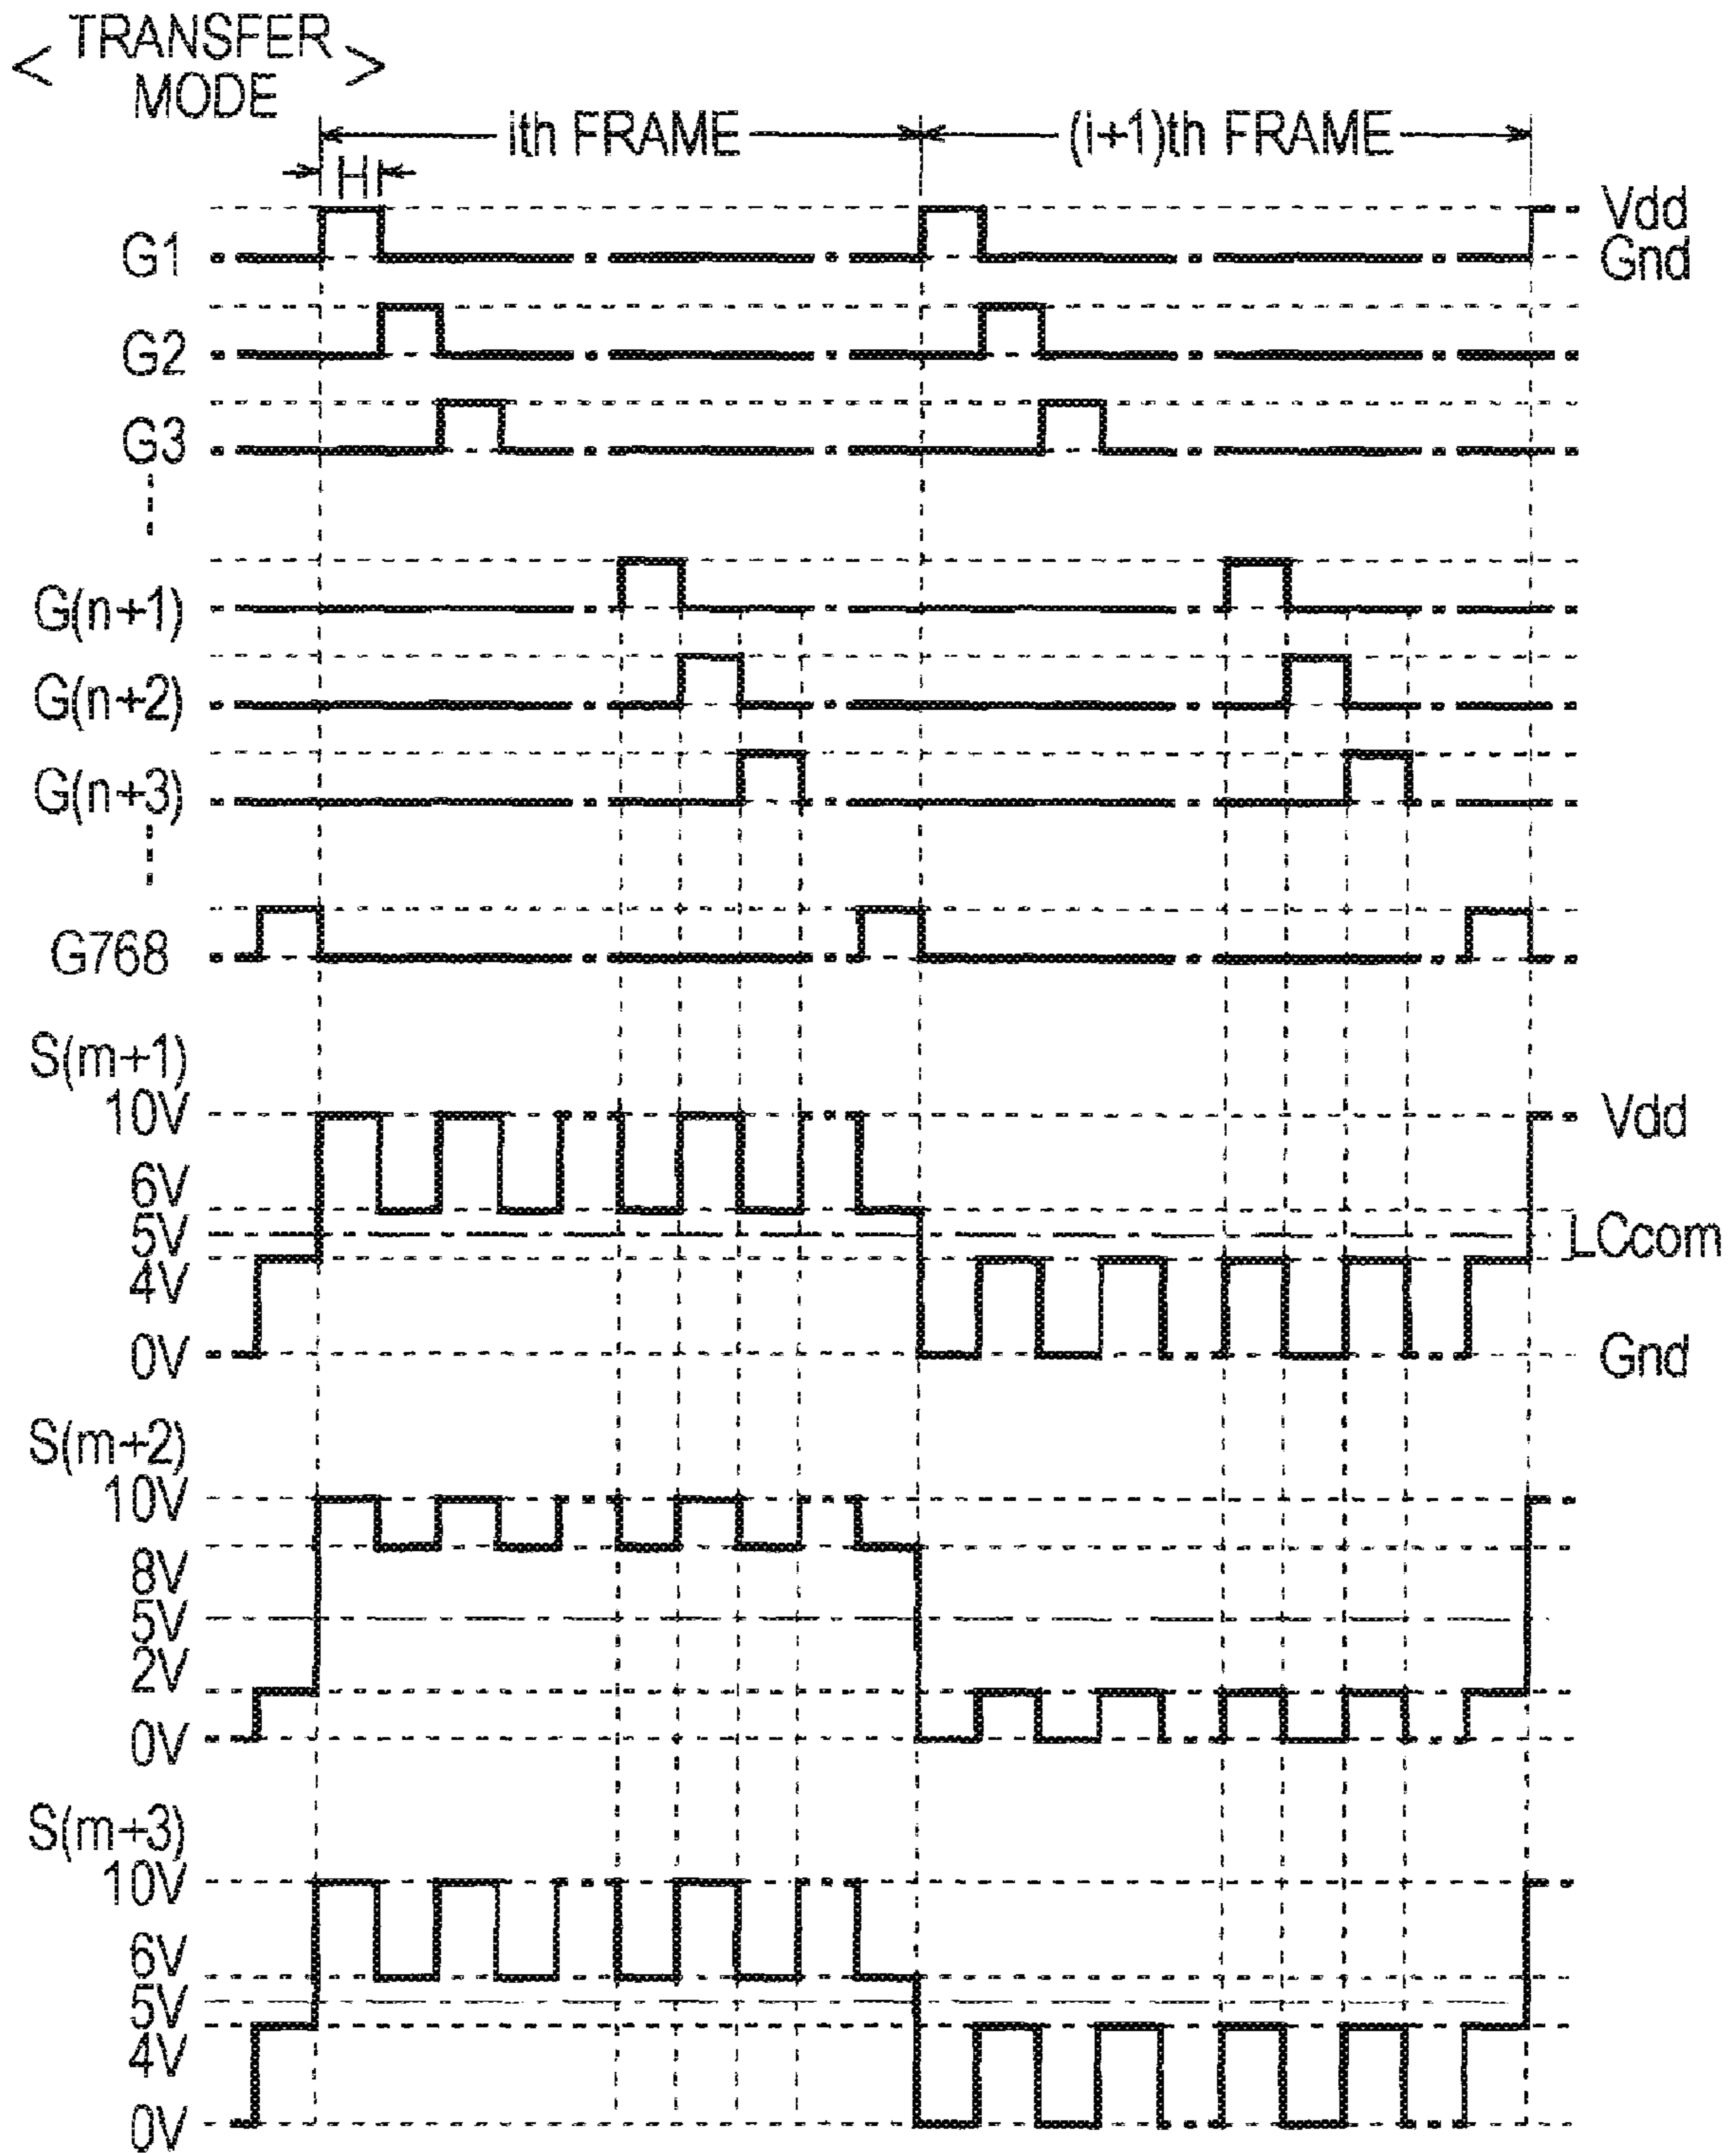 < TRANSFER MODE >
ith FRAME (i+1)th FRAME
H
Vdd
G1 Gnd
G2
G3
G(n+1)
G(n+2)
G(n+3)
G768
S(m+1)
10V Vdd
6V
5V LCcom
4V
0V Gnd
S(m+2)
10V
8V
5V
2V
0V
S(m+3)
10V
6V
5V
4V
0V